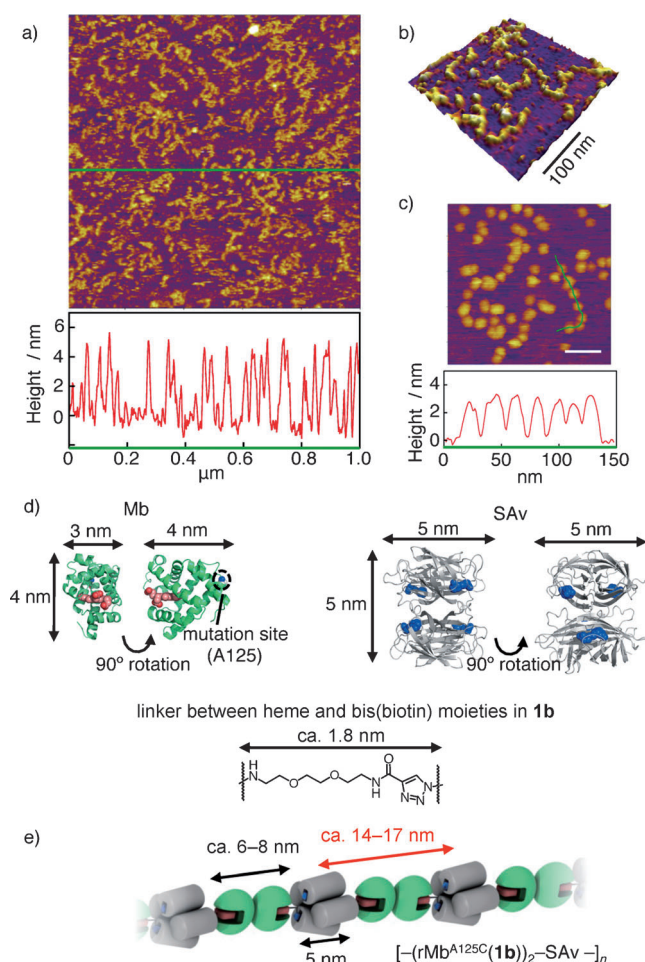 a)
Height / nm
6
4
2
0
0 0.2 0.4 0.6 0.8 1.0
μm
b)
100 nm
c)
Height / nm
4
2
0
0 50 100 150
nm
d)
Mb
3 nm
4 nm
4 nm
mutation site
(A125)
90º rotation
SAv
5 nm
5 nm
5 nm
90º rotation
linker between heme and bis(biotin) moieties in 1b
ca. 1.8 nm
H
N
O
O
N
H
O
N=N
N
e)
ca. 6–8 nm
ca. 14–17 nm
5 nm
[–(rMbA125C(1b))2–SAv–]n